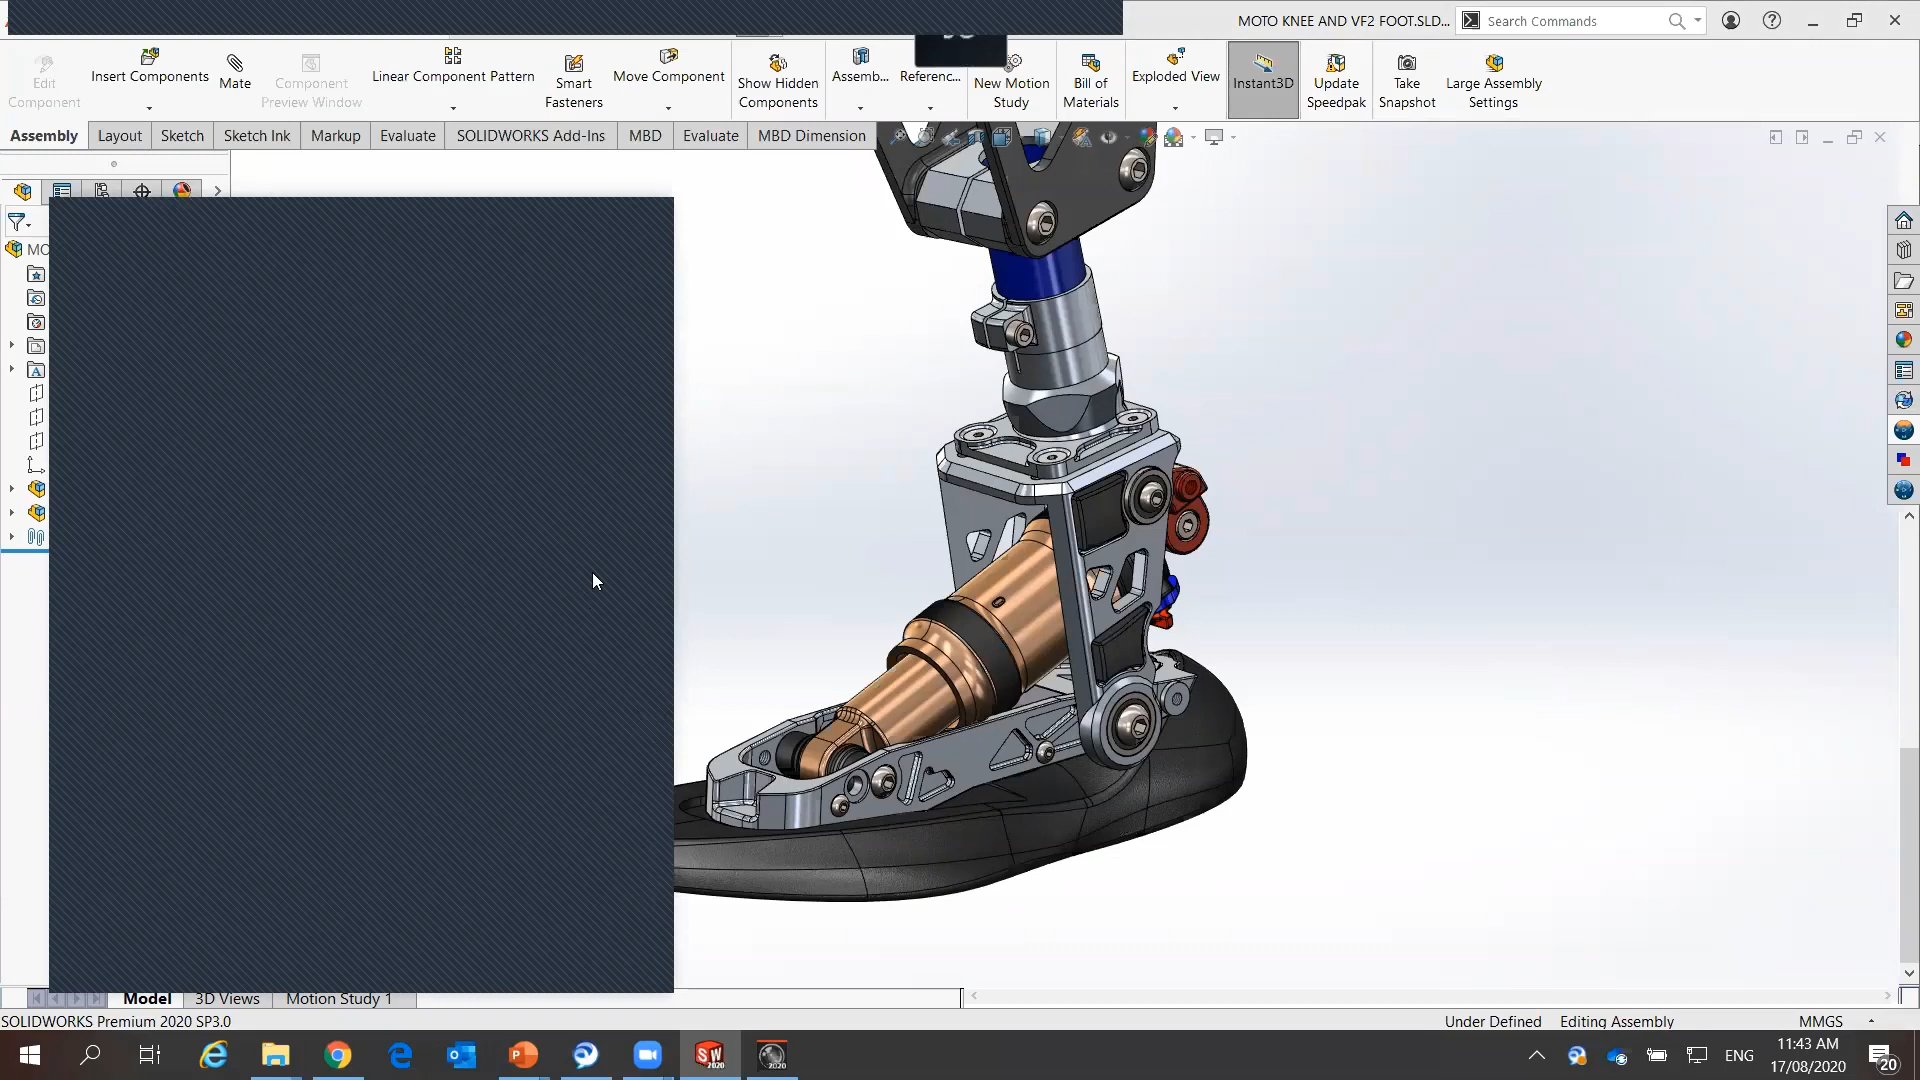 MOTO KNEE AND VF2 FOOT.SLD...
Search Commands
Edit
Component
Insert Components
Mate
Component
Preview Window
Linear Component Pattern
Smart
Fasteners
Move Component
Show Hidden
Components
Assemb...
Referenc...
New Motion
Study
Bill of
Materials
Exploded View
Instant3D
Update
Speedpak
Take
Snapshot
Large Assembly
Settings
Assembly
Layout
Sketch
Sketch Ink
Markup
Evaluate
SOLIDWORKS Add-Ins
MBD
Evaluate
MBD Dimension
MO
Model
3D Views
Motion Study 1
SOLIDWORKS Premium 2020 SP3.0
Under Defined
Editing Assembly
MMGS
SW
2020
2020
ENG
11:43 AM
17/08/2020
20